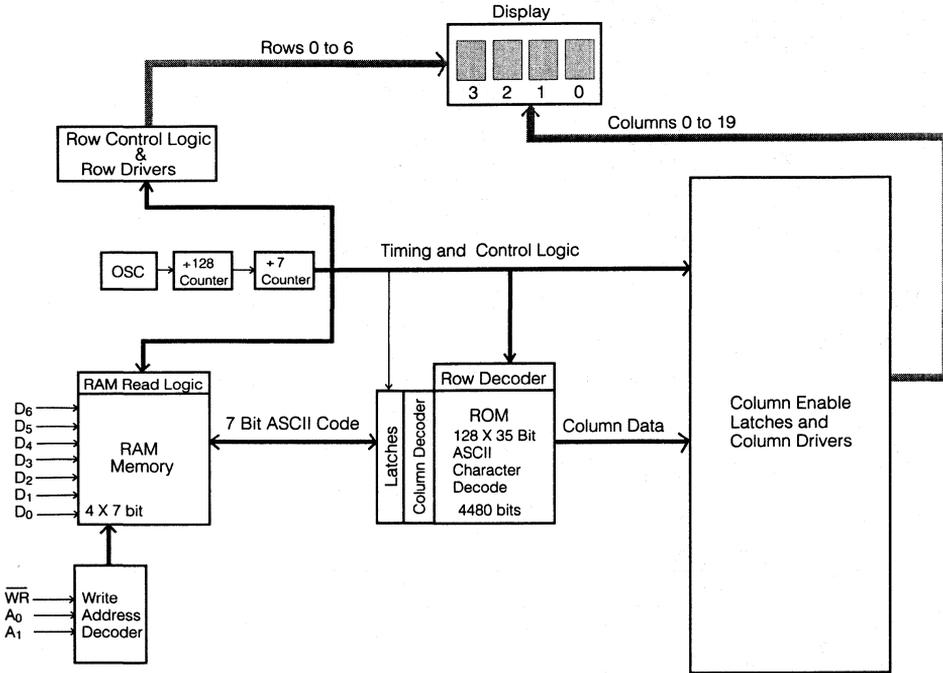 Display
Rows 0 to 6
3 2 1 0
Columns 0 to 19
Row Control Logic
&
Row Drivers
Timing and Control Logic
OSC
+128
Counter
+7
Counter
RAM Read Logic
Row Decoder
D6
D5
D4
D3
D2
D1
D0
RAM
Memory
4 X 7 bit
7 Bit ASCII Code
Latches
Column Decoder
ROM
128 X 35 Bit
ASCII
Character
Decode
4480 bits
Column Data
Column Enable
Latches and
Column Drivers
W̅R̅
A0
A1
Write
Address
Decoder